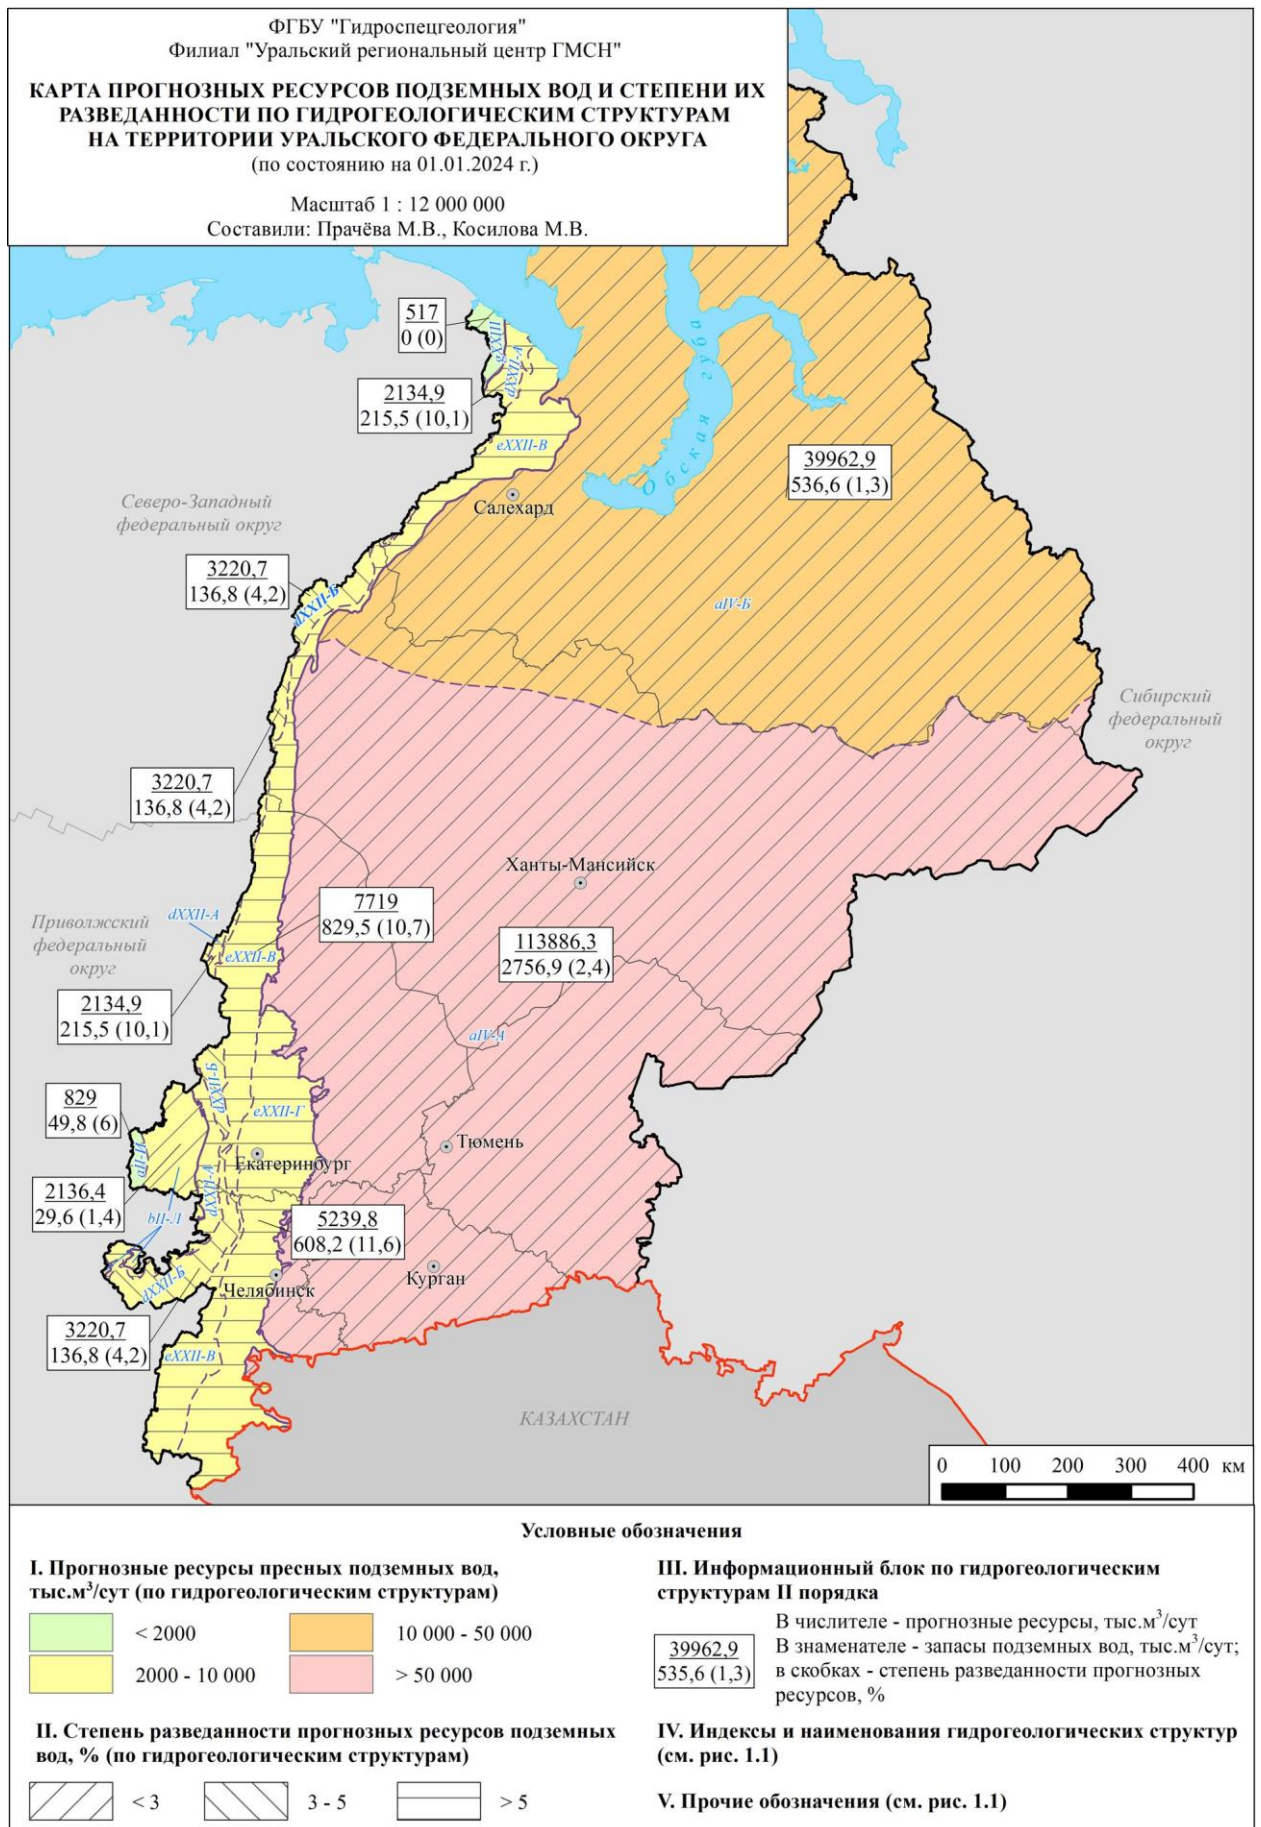 ФГБУ "Гидроспецгеология"
Филиал "Уральский региональный центр ГМСН"
КАРТА ПРОГНОЗНЫХ РЕСУРСОВ ПОДЗЕМНЫХ ВОД И СТЕПЕНИ ИХ
РАЗВЕДАННОСТИ ПО ГИДРОГЕОЛОГИЧЕСКИМ СТРУКТУРАМ
НА ТЕРРИТОРИИ УРАЛЬСКОГО ФЕДЕРАЛЬНОГО ОКРУГА
(по состоянию на 01.01.2024 г.)
Масштаб 1 : 12 000 000
Составили: Прачёва М.В., Косилова М.В.
517
0 (0)
gXXIII
dXXII-А
2134,9
215,5 (10,1)
eXXII-В
Обская губа
39962,9
536,6 (1,3)
Салехард
Северо-Западный
федеральный округ
3220,7
136,8 (4,2)
dXXII-Б
aIV-Б
Сибирский
федеральный
округ
3220,7
136,8 (4,2)
Ханты-Мансийск
7719
829,5 (10,7)
dXXII-А
Приволжский
федеральный
округ
eXXII-В
113886,3
2756,9 (2,4)
2134,9
215,5 (10,1)
aIV-А
dXXII-Б
829
49,8 (6)
eXXII-Г
Тюмень
aII-И
Екатеринбург
2136,4
29,6 (1,4)
dXXII-А
bII-Л
5239,8
608,2 (11,6)
Курган
dXXII-Б
Челябинск
3220,7
136,8 (4,2)
eXXII-В
КАЗАХСТАН
0 100 200 300 400 км
Условные обозначения
I. Прогнозные ресурсы пресных подземных вод,
тыс.м³/сут (по гидрогеологическим структурам)
< 2000
10 000 - 50 000
2000 - 10 000
> 50 000
II. Степень разведанности прогнозных ресурсов подземных
вод, % (по гидрогеологическим структурам)
< 3
3 - 5
> 5
III. Информационный блок по гидрогеологическим
структурам II порядка
39962,9
535,6 (1,3)
В числителе - прогнозные ресурсы, тыс.м³/сут
В знаменателе - запасы подземных вод, тыс.м³/сут;
в скобках - степень разведанности прогнозных
ресурсов, %
IV. Индексы и наименования гидрогеологических структур
(см. рис. 1.1)
V. Прочие обозначения (см. рис. 1.1)